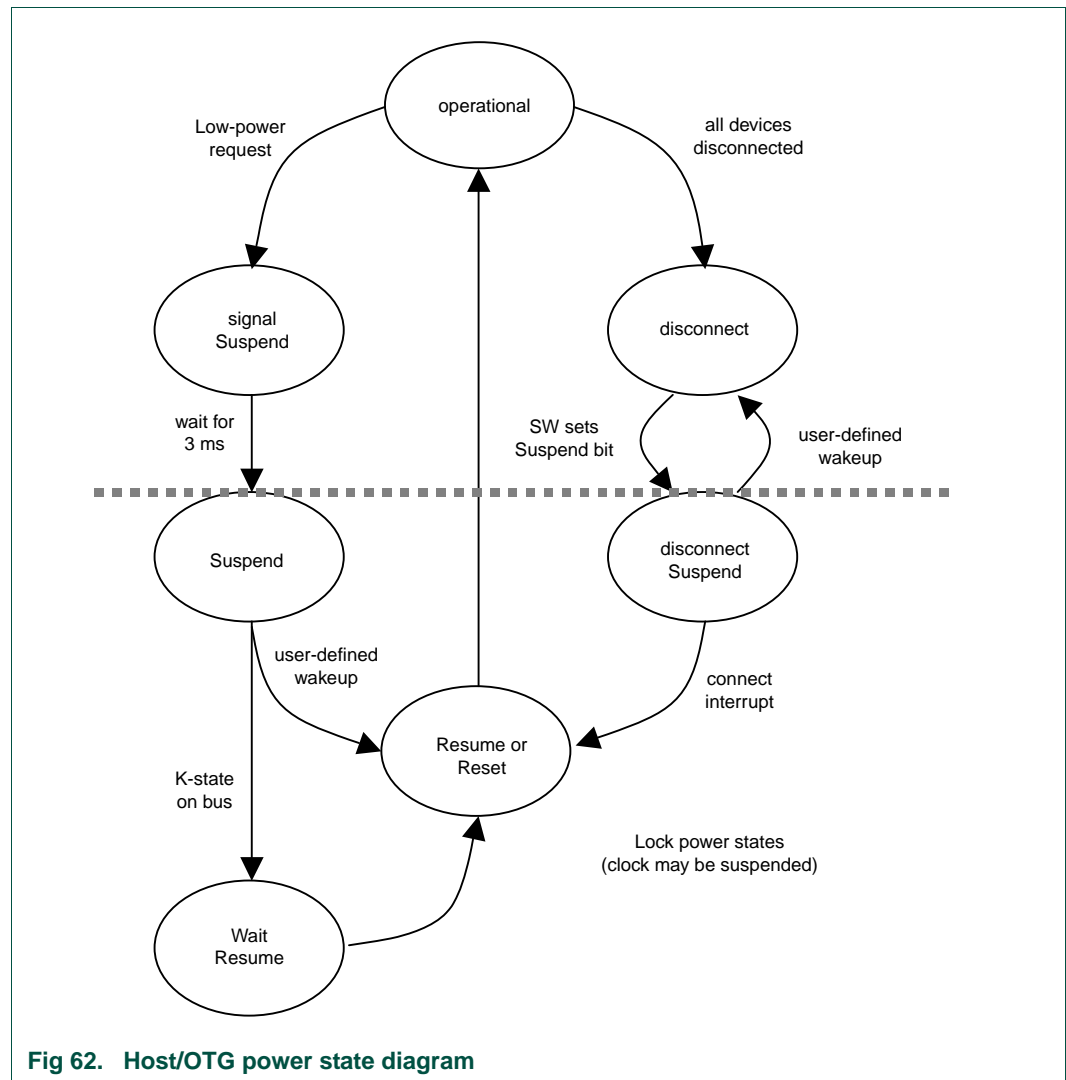 operational
Low-power
request
all devices
disconnected
signal
Suspend
disconnect
wait for
3 ms
SW sets
Suspend bit
user-defined
wakeup
Suspend
disconnect
Suspend
user-defined
wakeup
connect
interrupt
Resume or
Reset
K-state
on bus
Lock power states
(clock may be suspended)
Wait
Resume
Fig 62. Host/OTG power state diagram